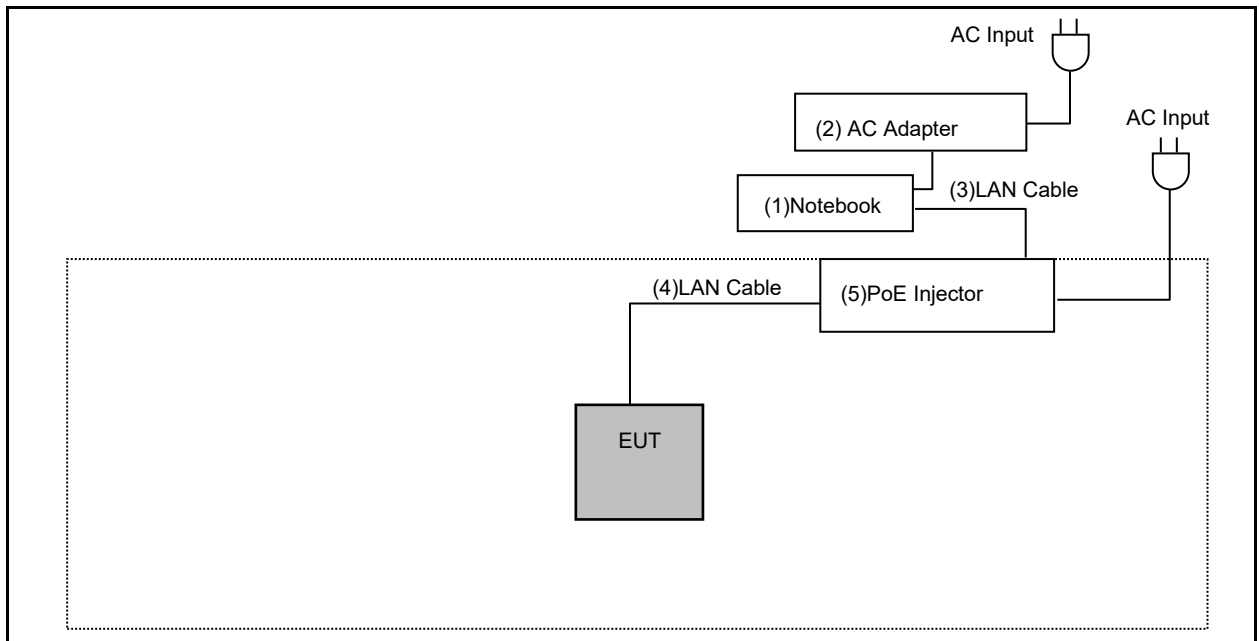 AC Input
(2) AC Adapter
AC Input
(1)Notebook
(3)LAN Cable
(4)LAN Cable
(5)PoE Injector
EUT